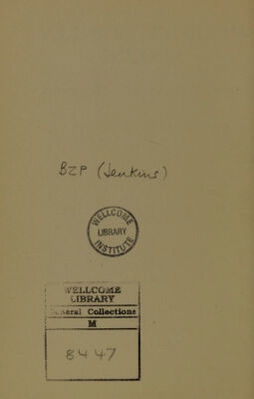 BZP (Jenkins)
WELLCOME
LIBRARY
INSTITUTE
WELLCOME
LIBRARY
General Collections
M
8447